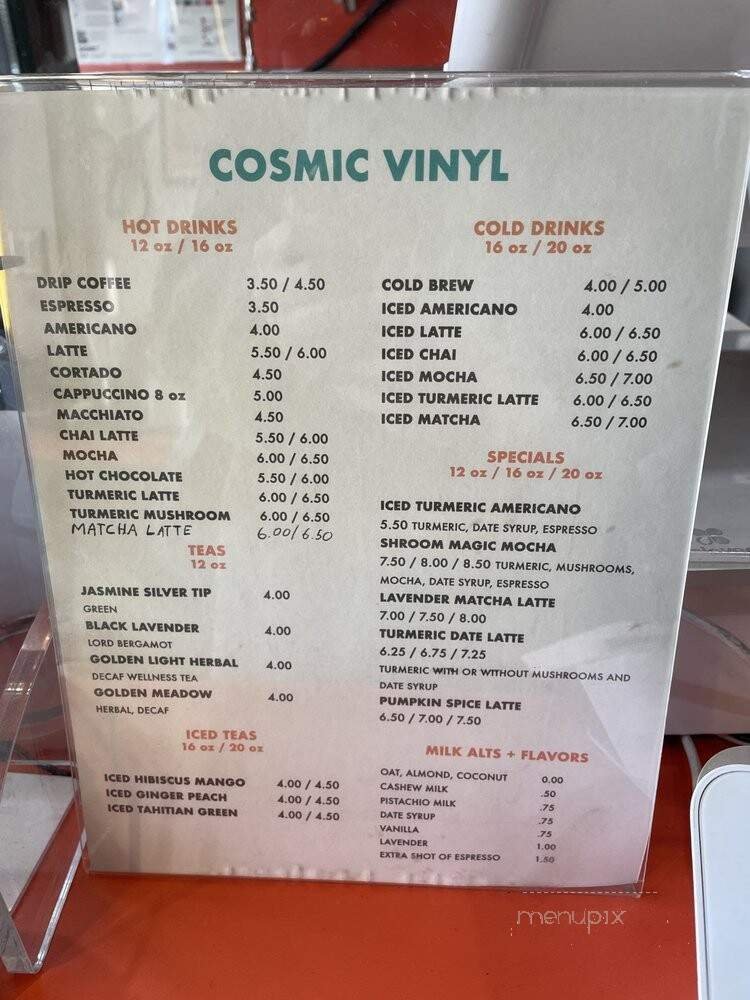 COSMIC VINYL
HOT DRINKS
12 oz / 16 oz
DRIP COFFEE 3.50 / 4.50
ESPRESSO 3.50
AMERICANO 4.00
LATTE 5.50 / 6.00
CORTADO 4.50
CAPPUCCINO 8 oz 5.00
MACCHIATO 4.50
CHAI LATTE 5.50 / 6.00
MOCHA 6.00 / 6.50
HOT CHOCOLATE 5.50 / 6.00
TURMERIC LATTE 6.00 / 6.50
TURMERIC MUSHROOM 6.00 / 6.50
MATCHA LATTE 6.00/6.50
TEAS
12 oz
JASMINE SILVER TIP 4.00
GREEN
BLACK LAVENDER 4.00
LORD BERGAMOT
GOLDEN LIGHT HERBAL 4.00
DECAF WELLNESS TEA
GOLDEN MEADOW 4.00
HERBAL, DECAF
ICED TEAS
16 oz / 20 oz
ICED HIBISCUS MANGO 4.00 / 4.50
ICED GINGER PEACH 4.00 / 4.50
ICED TAHITIAN GREEN 4.00 / 4.50
COLD DRINKS
16 oz / 20 oz
COLD BREW 4.00 / 5.00
ICED AMERICANO 4.00
ICED LATTE 6.00 / 6.50
ICED CHAI 6.00 / 6.50
ICED MOCHA 6.50 / 7.00
ICED TURMERIC LATTE 6.00 / 6.50
ICED MATCHA 6.50 / 7.00
SPECIALS
12 oz / 16 oz / 20 oz
ICED TURMERIC AMERICANO
5.50 TURMERIC, DATE SYRUP, ESPRESSO
SHROOM MAGIC MOCHA
7.50 / 8.00 / 8.50 TURMERIC, MUSHROOMS,
MOCHA, DATE SYRUP, ESPRESSO
LAVENDER MATCHA LATTE
7.00 / 7.50 / 8.00
TURMERIC DATE LATTE
6.25 / 6.75 / 7.25
TURMERIC WITH OR WITHOUT MUSHROOMS AND
DATE SYRUP
PUMPKIN SPICE LATTE
6.50 / 7.00 / 7.50
MILK ALTS + FLAVORS
OAT, ALMOND, COCONUT 0.00
CASHEW MILK .50
PISTACHIO MILK .75
DATE SYRUP .75
VANILLA .75
LAVENDER 1.00
EXTRA SHOT OF ESPRESSO 1.50
menupix